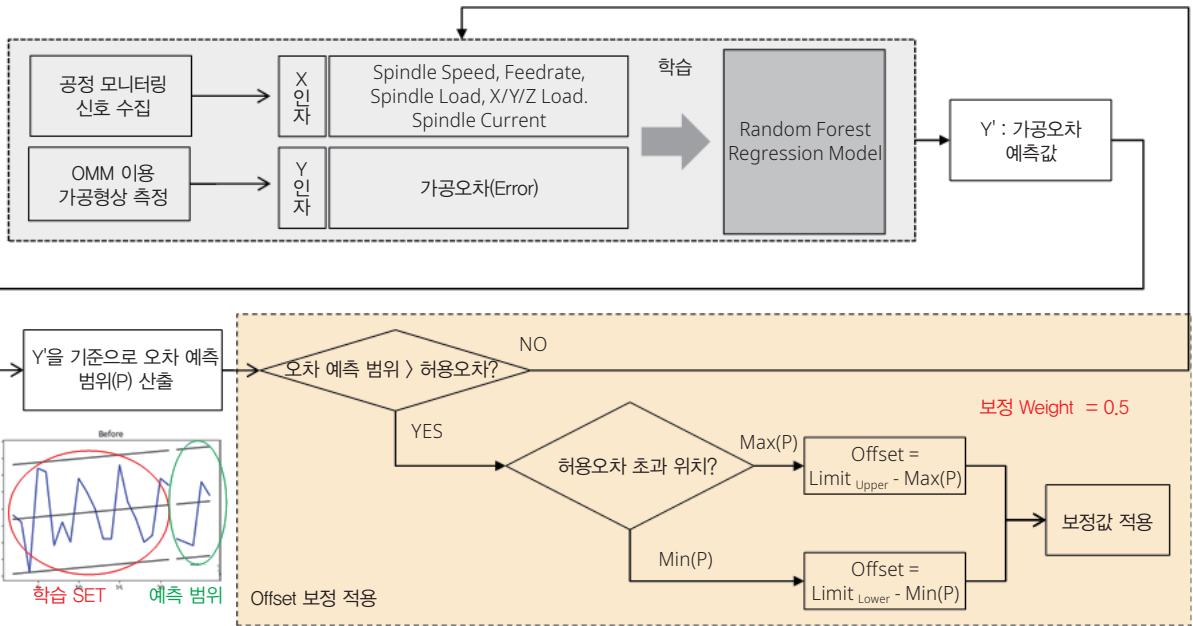 공정 모니터링
신호 수집
X
인
자
Spindle Speed, Feedrate,
Spindle Load, X/Y/Z Load.
Spindle Current
학습
Random Forest
Regression Model
Y' : 가공오차
예측값
OMM 이용
가공형상 측정
Y
인
자
가공오차(Error)
Y'을 기준으로 오차 예측
범위(P) 산출
오차 예측 범위 > 허용오차?
NO
YES
보정 Weight = 0.5
허용오차 초과 위치?
Max(P)
Offset =
Limit Upper - Max(P)
보정값 적용
Min(P)
Offset =
Limit Lower - Min(P)
Before
학습 SET
예측 범위
Offset 보정 적용